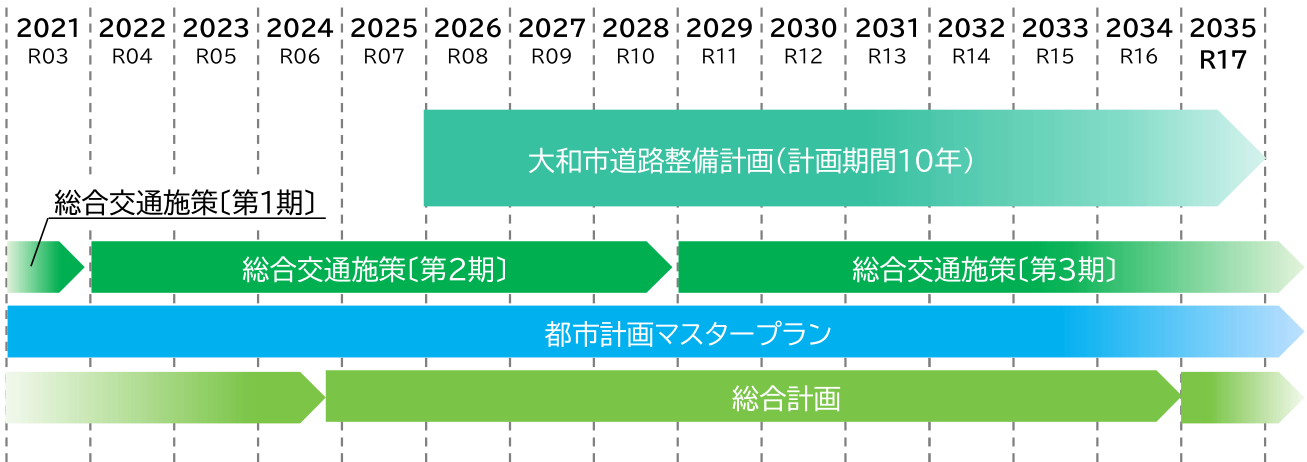 2021 2022 2023 2024 2025 2026 2027 2028 2029 2030 2031 2032 2033 2034 2035
R03 R04 R05 R06 R07 R08 R09 R10 R11 R12 R13 R14 R15 R16 R17
大和市道路整備計画（計画期間10年）
総合交通施策〔第1期〕
総合交通施策〔第2期〕 総合交通施策〔第3期〕
都市計画マスタープラン
総合計画